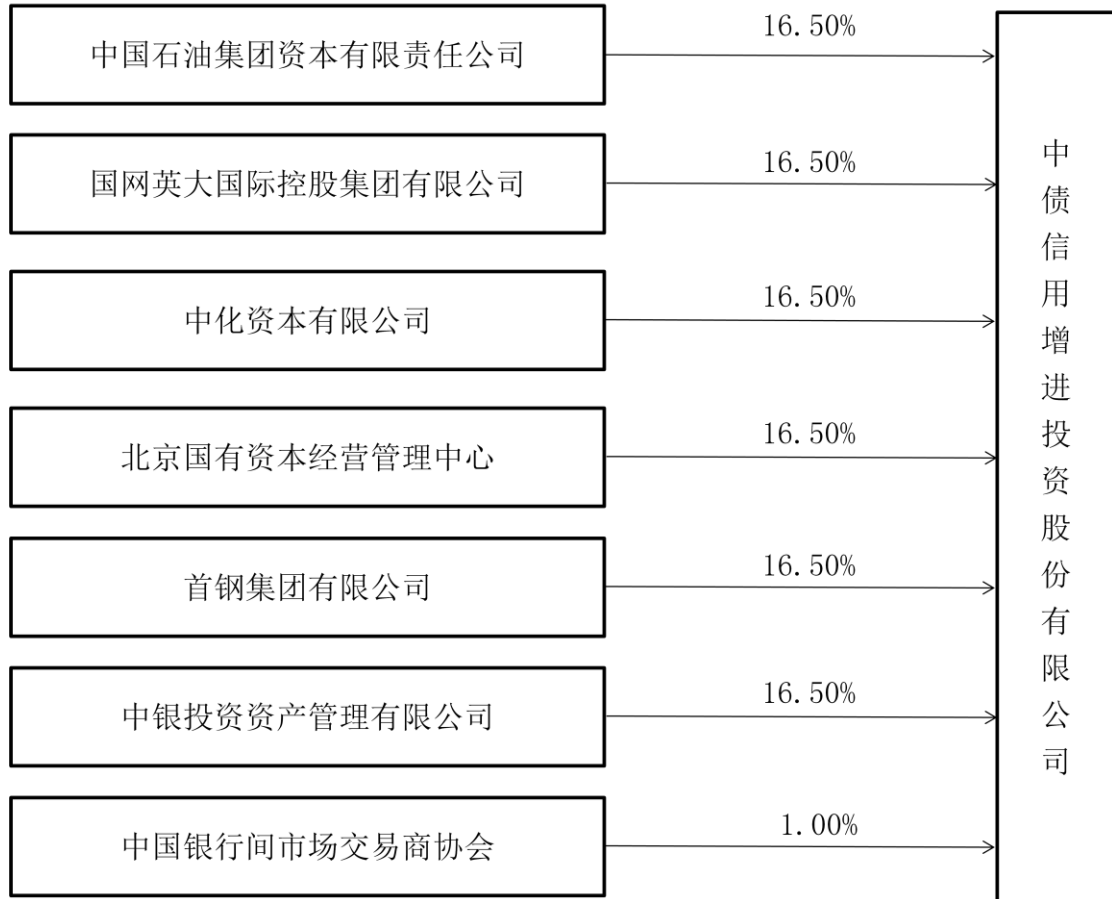 中国石油集团资本有限责任公司
16.50%
国网英大国际控股集团有限公司
16.50%
中化资本有限公司
16.50%
北京国有资本经营管理中心
16.50%
首钢集团有限公司
16.50%
中银投资资产管理有限公司
16.50%
中国银行间市场交易商协会
1.00%
中债信用增进投资股份有限公司